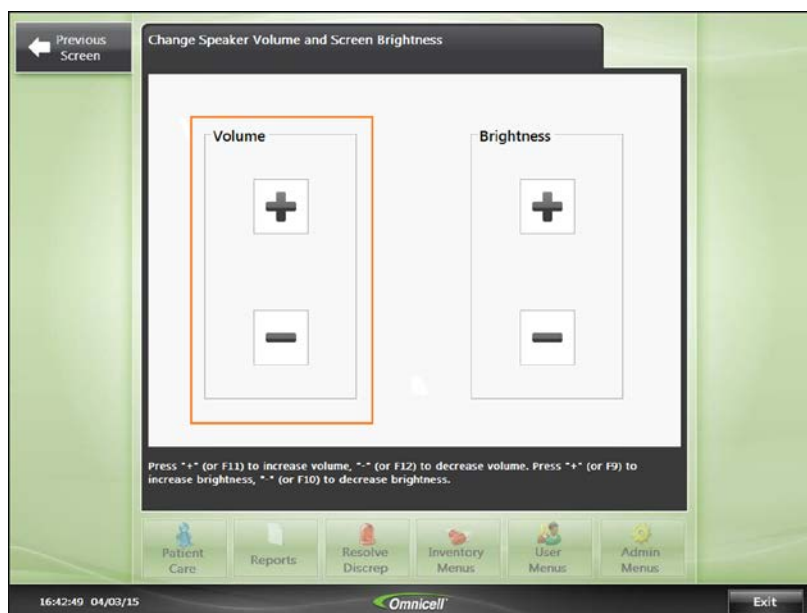 Previous
Screen
Change Speaker Volume and Screen Brightness
Volume
Brightness
Press "+" (or F11) to increase volume, "-" (or F12) to decrease volume. Press "+" (or F9) to
increase brightness, "-" (or F10) to decrease brightness.
Patient
Care
Reports
Resolve
Discrep
Inventory
Menus
User
Menus
Admin
Menus
16:42:49 04/03/15
Omnicell
Exit